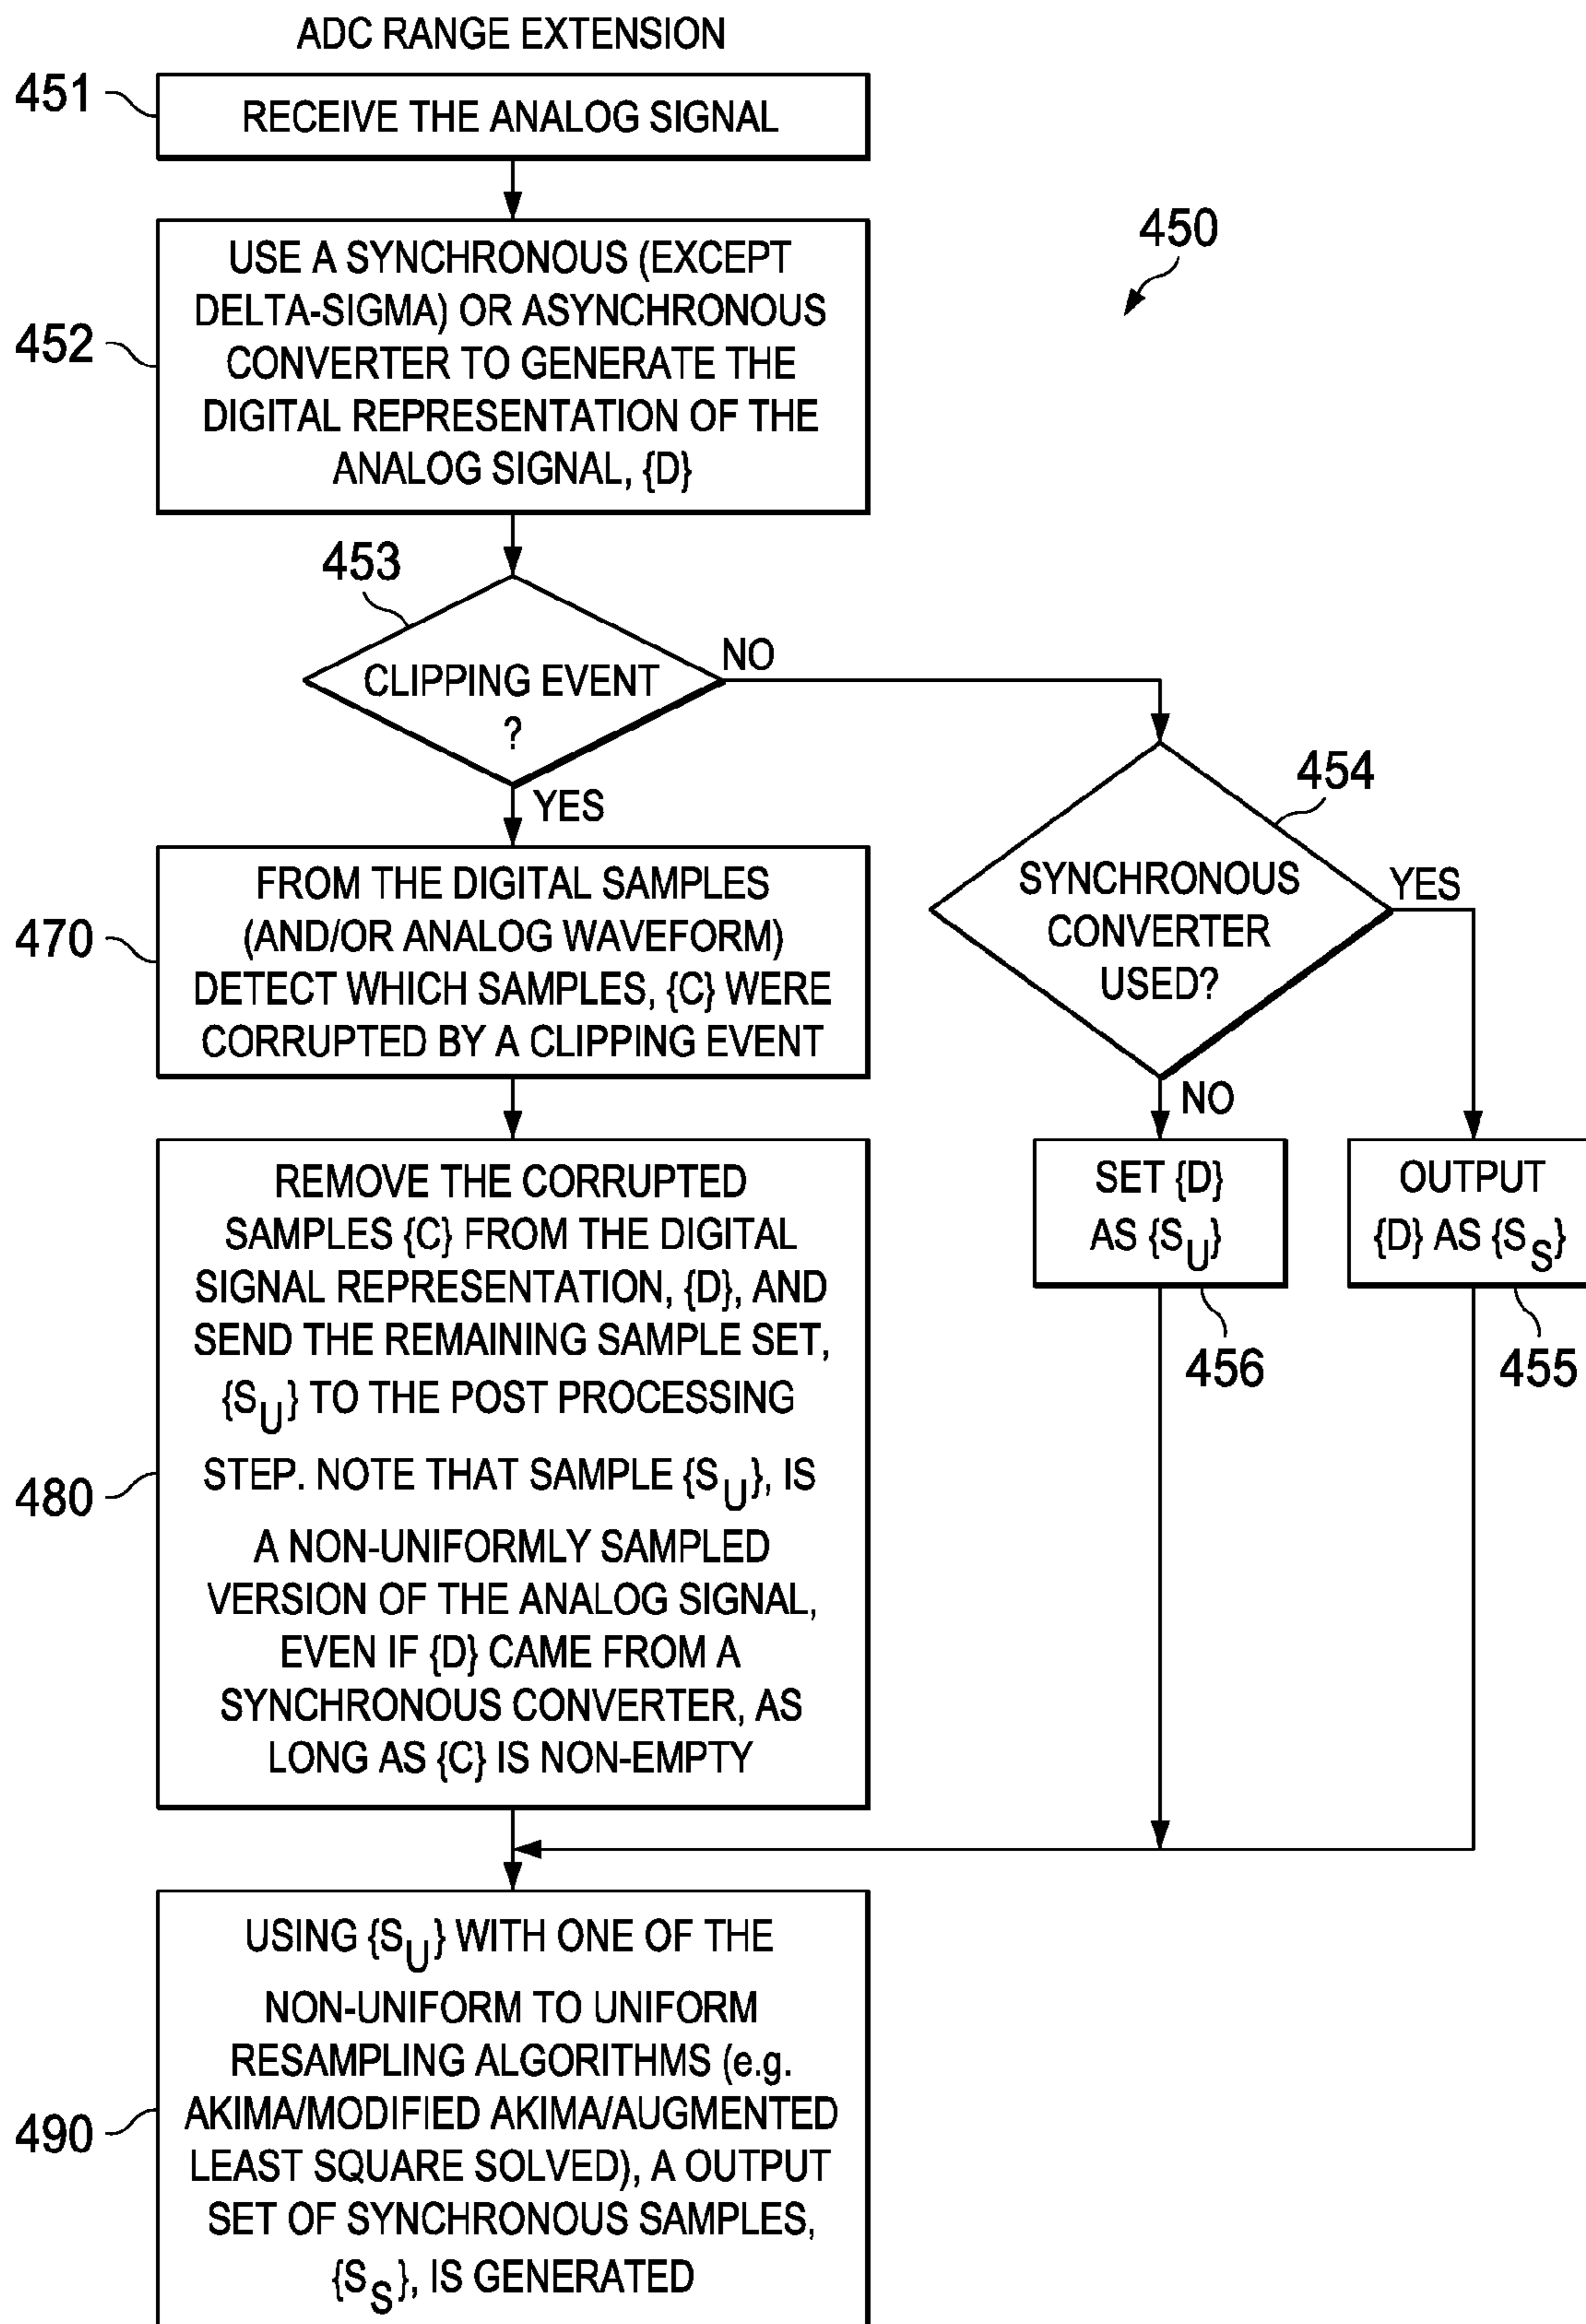 ADC RANGE EXTENSION
451
RECEIVE THE ANALOG SIGNAL
450
452
USE A SYNCHRONOUS (EXCEPT
DELTA-SIGMA) OR ASYNCHRONOUS
CONVERTER TO GENERATE THE
DIGITAL REPRESENTATION OF THE
ANALOG SIGNAL, {D}
453
CLIPPING EVENT
?
NO
YES
454
SYNCHRONOUS
CONVERTER
USED?
YES
NO
470
FROM THE DIGITAL SAMPLES
(AND/OR ANALOG WAVEFORM)
DETECT WHICH SAMPLES, {C} WERE
CORRUPTED BY A CLIPPING EVENT
SET {D}
AS {S_U}
456
OUTPUT
{D} AS {S_S}
455
480
REMOVE THE CORRUPTED
SAMPLES {C} FROM THE DIGITAL
SIGNAL REPRESENTATION, {D}, AND
SEND THE REMAINING SAMPLE SET,
{S_U} TO THE POST PROCESSING
STEP. NOTE THAT SAMPLE {S_U}, IS
A NON-UNIFORMLY SAMPLED
VERSION OF THE ANALOG SIGNAL,
EVEN IF {D} CAME FROM A
SYNCHRONOUS CONVERTER, AS
LONG AS {C} IS NON-EMPTY
490
USING {S_U} WITH ONE OF THE
NON-UNIFORM TO UNIFORM
RESAMPLING ALGORITHMS (e.g.
AKIMA/MODIFIED AKIMA/AUGMENTED
LEAST SQUARE SOLVED), A OUTPUT
SET OF SYNCHRONOUS SAMPLES,
{S_S}, IS GENERATED